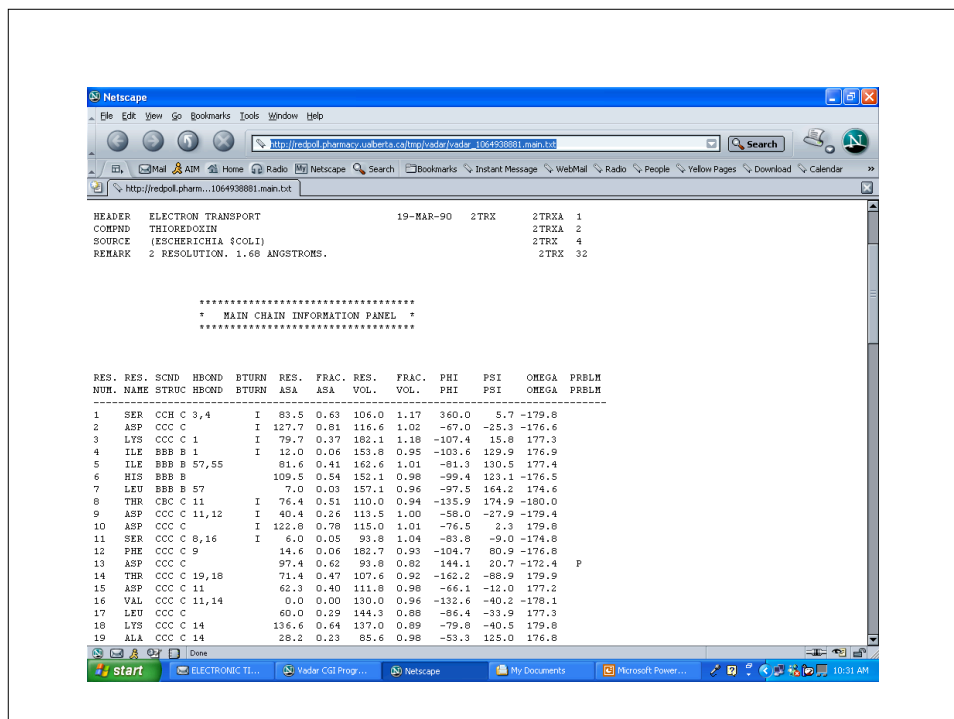 Netscape
File Edit View Go Bookmarks Tools Window Help
http://redpoll.pharmacy.ualberta.ca/tmp/vadar/vadar_1064938881.main.txt Search N
Mail AIM Home Radio My Netscape Search Bookmarks Instant Message WebMail Radio People Yellow Pages Download Calendar »
http://redpoll.pharm...1064938881.main.txt
HEADER ELECTRON TRANSPORT 19-MAR-90 2TRX 2TRXA 1
COMPND THIOREDOXIN 2TRXA 2
SOURCE (ESCHERICHIA $COLI) 2TRX 4
REMARK 2 RESOLUTION. 1.68 ANGSTROMS. 2TRX 32
***********************************
* MAIN CHAIN INFORMATION PANEL *
***********************************
RES. RES. SCND HBOND BTURN RES. FRAC. RES. FRAC. PHI PSI OMEGA PRBLM
NUM. NAME STRUC HBOND BTURN ASA ASA VOL. VOL. PHI PSI OMEGA PRBLM
-----------------------------------------------------------------------------------
1 SER CCH C 3,4 I 83.5 0.63 106.0 1.17 360.0 5.7 -179.8
2 ASP CCC C I 127.7 0.81 116.6 1.02 -67.0 -25.3 -176.6
3 LYS CCC C 1 I 79.7 0.37 182.1 1.18 -107.4 15.8 177.3
4 ILE BBB B 1 I 12.0 0.06 153.8 0.95 -103.6 129.9 176.9
5 ILE BBB B 57,55 81.6 0.41 162.6 1.01 -81.3 130.5 177.4
6 HIS BBB B 109.5 0.54 152.1 0.98 -99.4 123.1 -176.5
7 LEU BBB B 57 7.0 0.03 157.1 0.96 -97.5 164.2 174.6
8 THR CBC C 11 I 76.4 0.51 110.0 0.94 -135.9 174.9 -180.0
9 ASP CCC C 11,12 I 40.4 0.26 113.5 1.00 -58.0 -27.9 -179.4
10 ASP CCC C I 122.8 0.78 115.0 1.01 -76.5 2.3 179.8
11 SER CCC C 8,16 I 6.0 0.05 93.8 1.04 -83.8 -9.0 -174.8
12 PHE CCC C 9 14.6 0.06 182.7 0.93 -104.7 80.9 -176.8
13 ASP CCC C 97.4 0.62 93.8 0.82 144.1 20.7 -172.4 P
14 THR CCC C 19,18 71.4 0.47 107.6 0.92 -162.2 -88.9 179.9
15 ASP CCC C 11 62.3 0.40 111.8 0.98 -66.1 -12.0 177.2
16 VAL CCC C 11,14 0.0 0.00 130.0 0.96 -132.6 -40.2 -178.1
17 LEU CCC C 60.0 0.29 144.3 0.88 -86.4 -33.9 177.3
18 LYS CCC C 14 136.6 0.64 137.0 0.89 -79.8 -40.5 179.8
19 ALA CCC C 14 28.2 0.23 85.6 0.98 -53.3 125.0 176.8
Done
start ELECTRONIC TI... Vadar CGI Progr... Netscape My Documents Microsoft Power... 10:31 AM